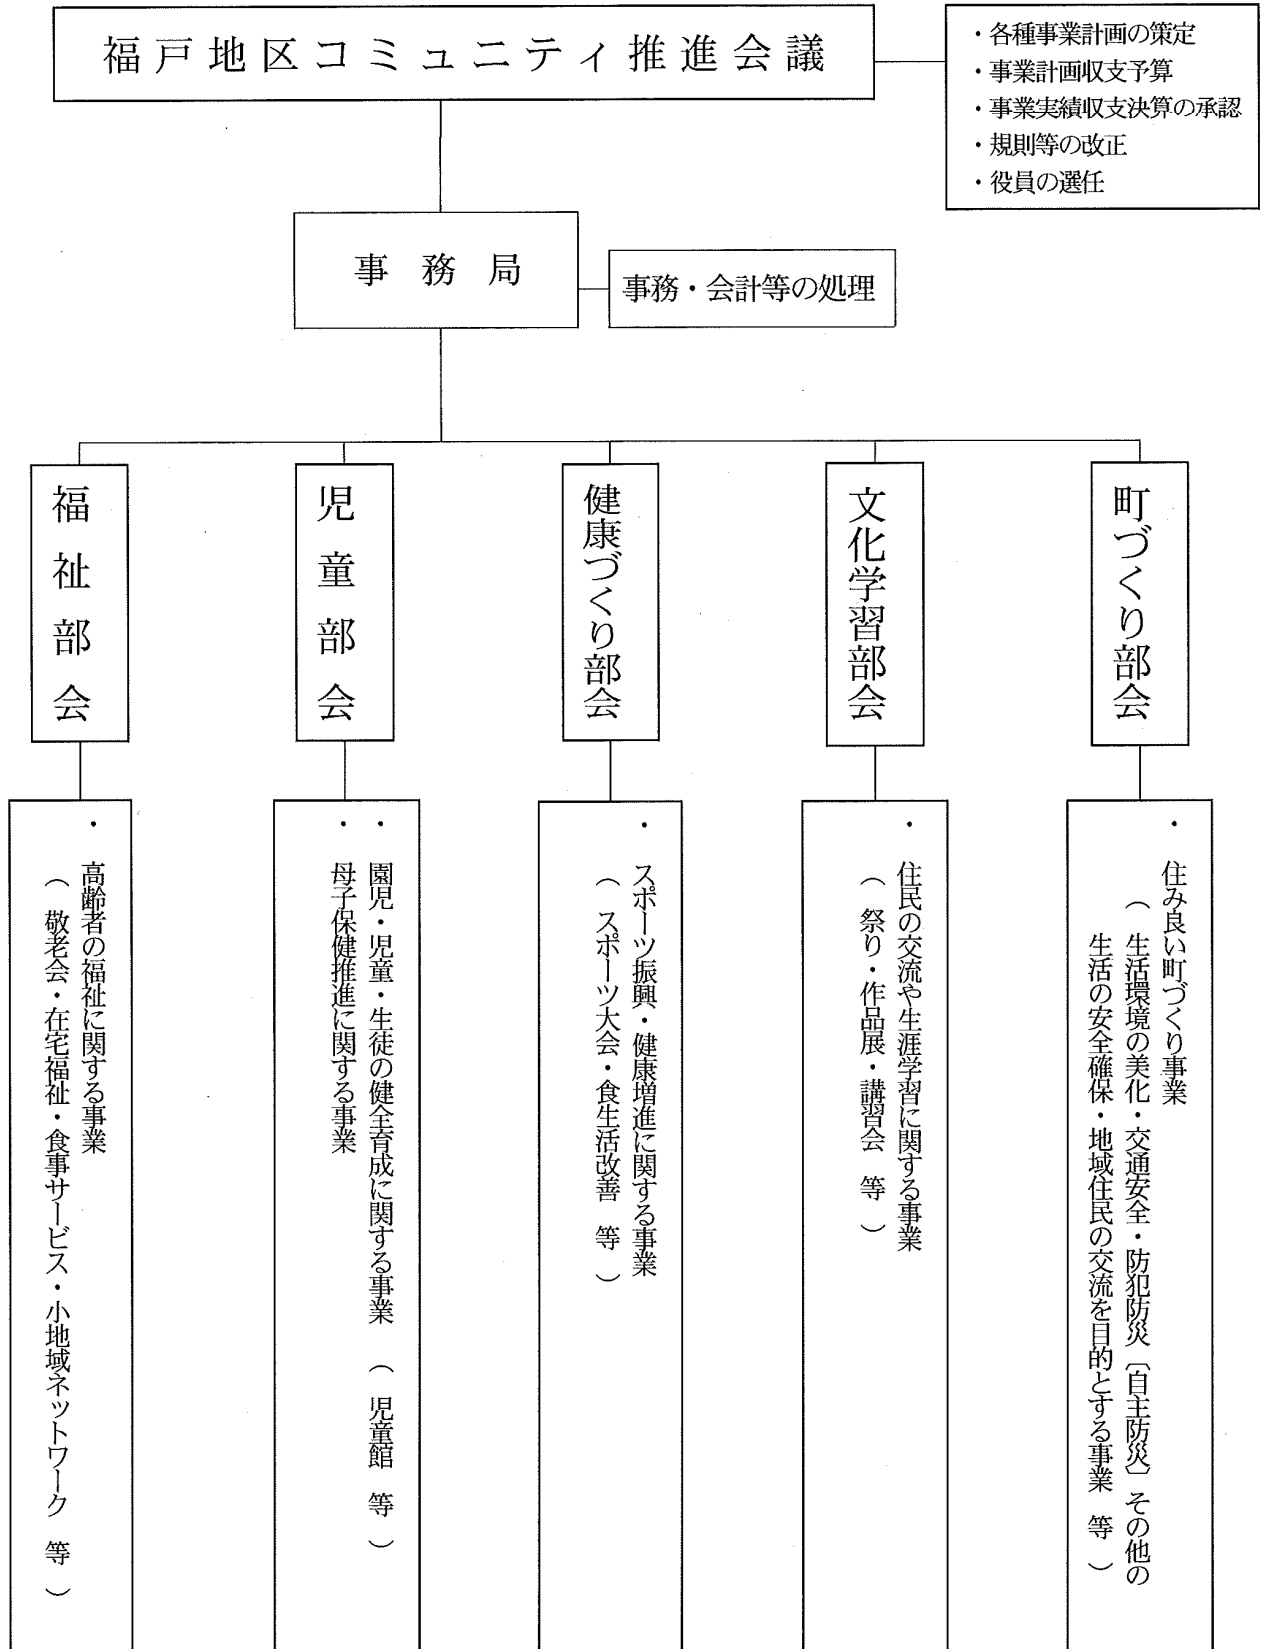 福戸地区コミュニティ推進会議
・各種事業計画の策定
・事業計画収支予算
・事業実績収支決算の承認
・規則等の改正
・役員の選任
事務局
事務・会計等の処理
町づくり部会
文化学習部会
健康づくり部会
児童部会
福祉部会
・住み良い町づくり事業
（生活環境の美化・交通安全・防犯防災〔自主防災〕その他の
生活の安全確保・地域住民の交流を目的とする事業 等）
・住民の交流や生涯学習に関する事業
（祭り・作品展・講習会 等）
・スポーツ振興・健康増進に関する事業
（スポーツ大会・食生活改善 等）
・園児・児童・生徒の健全育成に関する事業 （児童館 等）
・母子保健推進に関する事業
・高齢者の福祉に関する事業
（敬老会・在宅福祉・食事サービス・小地域ネットワーク 等）